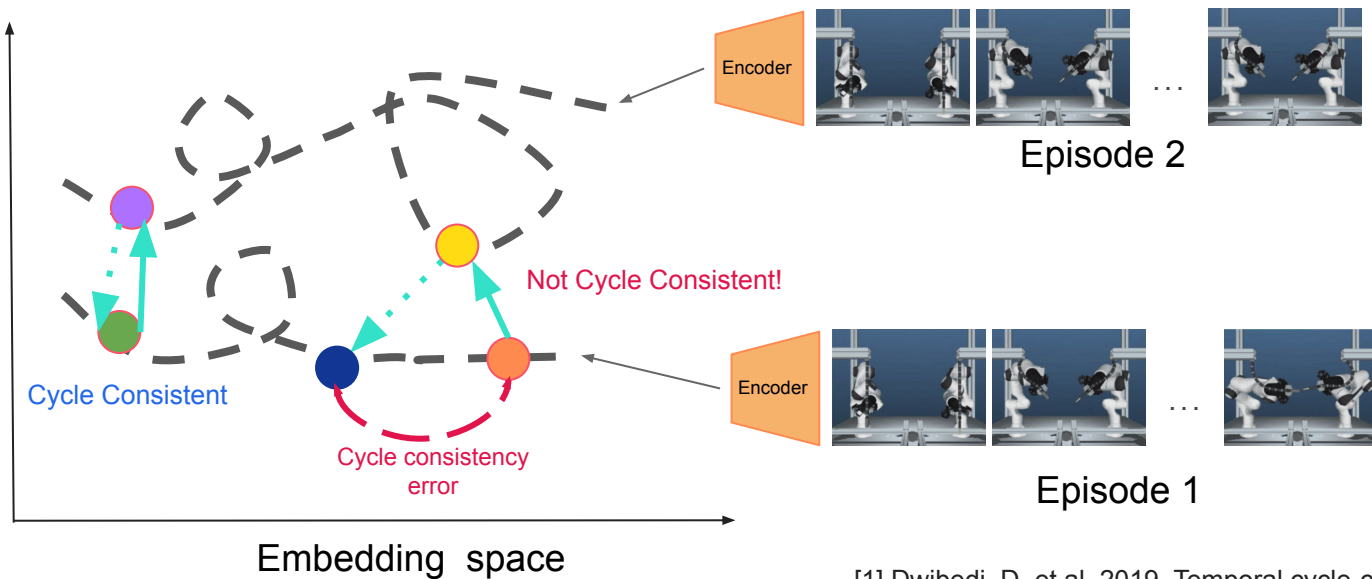 Encoder
...
Episode 2
Not Cycle Consistent!
Cycle Consistent
Encoder
...
Cycle consistency
error
Episode 1
Embedding space
[1] Dwibedi, D. et al. 2019. Temporal cycle